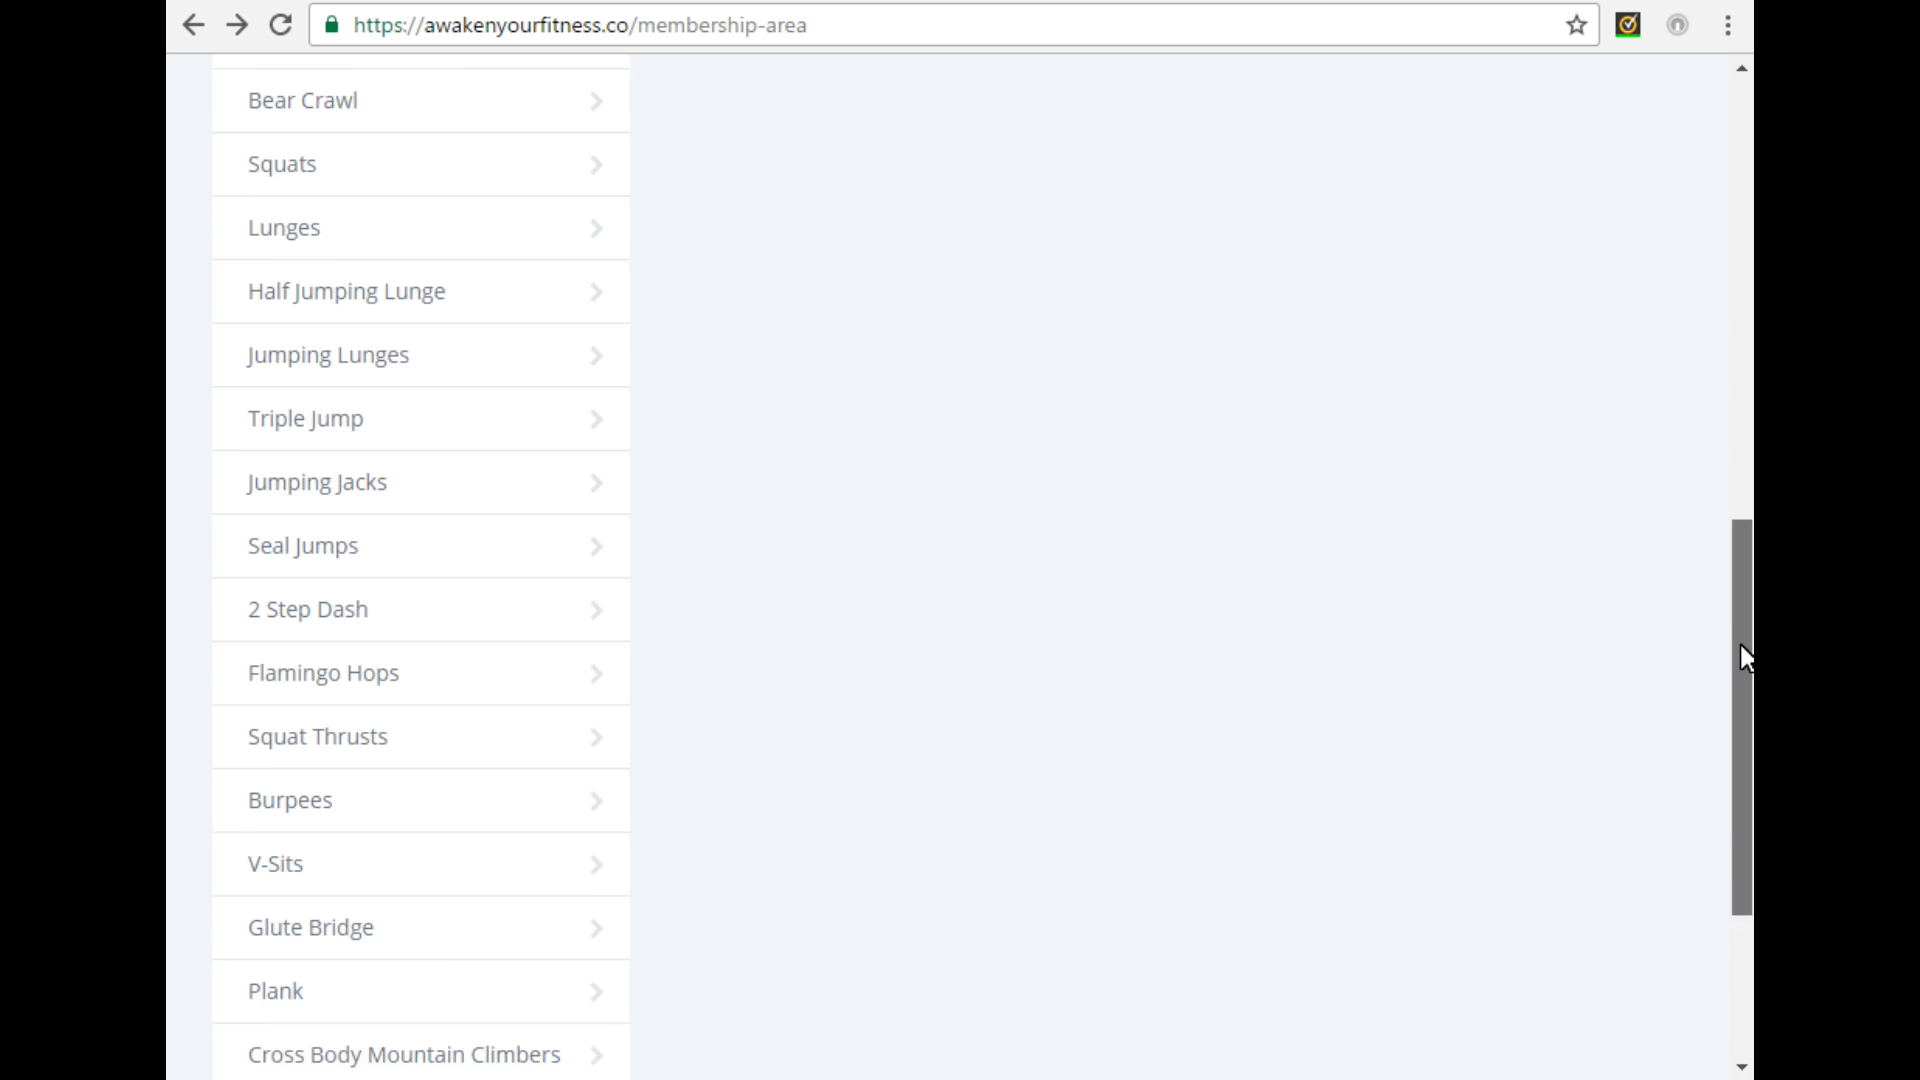 https://awakenyourfitness.co/membership-area
Bear Crawl
Squats
Lunges
Half Jumping Lunge
Jumping Lunges
Triple Jump
Jumping Jacks
Seal Jumps
2 Step Dash
Flamingo Hops
Squat Thrusts
Burpees
V-Sits
Glute Bridge
Plank
Cross Body Mountain Climbers